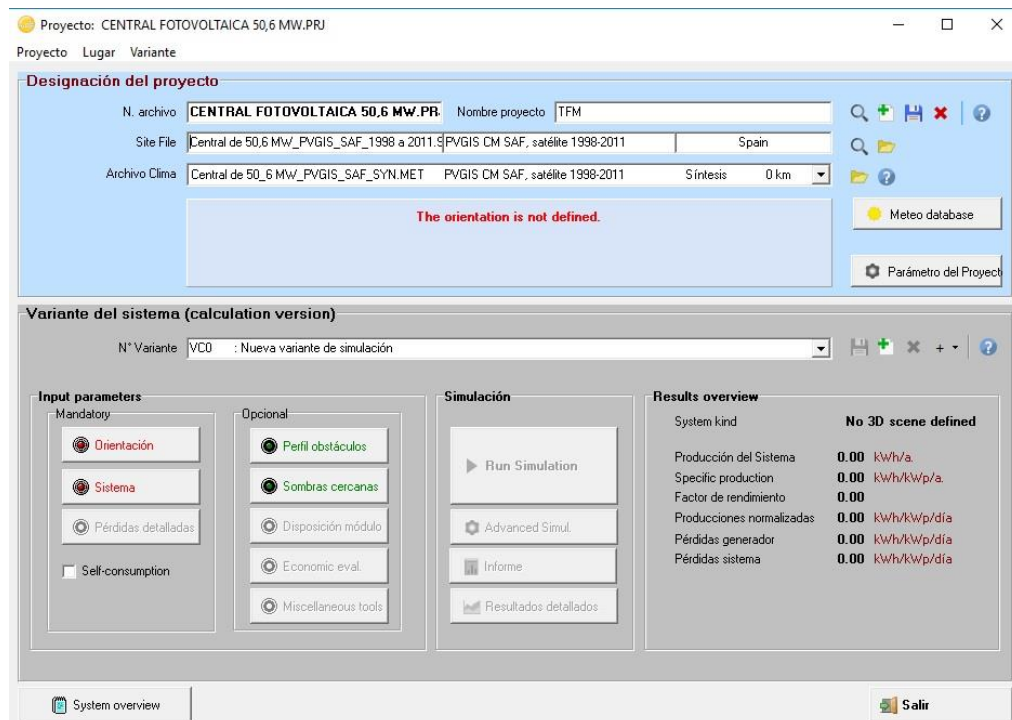 Proyecto: CENTRAL FOTOVOLTAICA 50,6 MW.PRJ
Proyecto Lugar Variante
Designación del proyecto
N. archivo CENTRAL FOTOVOLTAICA 50,6 MW.PR. Nombre proyecto TFM
Site File Central de 50,6 MW_PVGIS_SAF_1998 a 2011.S PVGIS CM SAF, satélite 1998-2011 Spain
Archivo Clima Central de 50_6 MW_PVGIS_SAF_SYN.MET PVGIS CM SAF, satélite 1998-2011 Síntesis 0 km
The orientation is not defined.
Meteo database
Parámetro del Proyect
Variante del sistema (calculation version)
N° Variante VC0 : Nueva variante de simulación
Input parameters
Mandatory
Orientación
Sistema
Pérdidas detalladas
Self-consumption
Opcional
Perfil obstáculos
Sombras cercanas
Disposición módulo
Economic eval.
Miscellaneous tools
Simulación
Run Simulation
Advanced Simul.
Informe
Resultados detallados
Results overview
System kind No 3D scene defined
Producción del Sistema 0.00 kWh/a.
Specific production 0.00 kWh/kWp/a.
Factor de rendimiento 0.00
Producciones normalizadas 0.00 kWh/kWp/día
Pérdidas generador 0.00 kWh/kWp/día
Pérdidas sistema 0.00 kWh/kWp/día
System overview
Salir